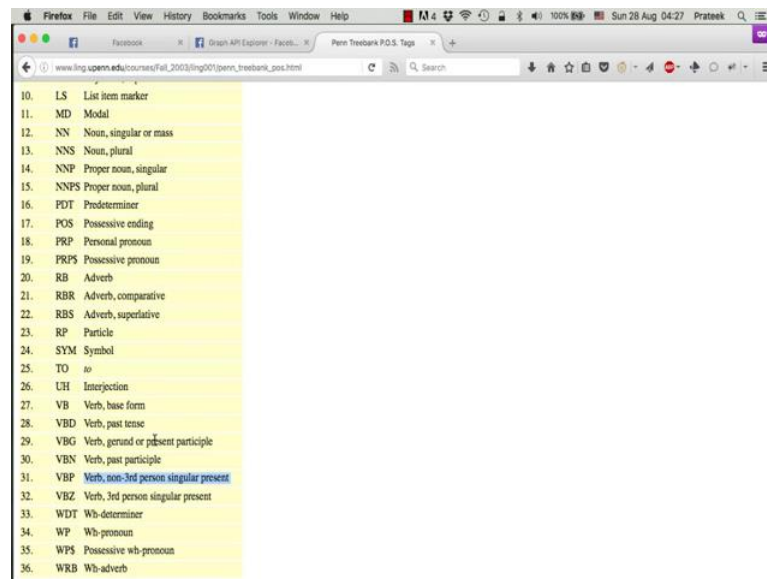 Firefox File Edit View History Bookmarks Tools Window Help 4 100% Sun 28 Aug 04:27 Prateek
Facebook × Graph API Explorer - Faceb... × Penn Treebank P.O.S. Tags × +
www.ling.upenn.edu/courses/Fall_2003/ling001/penn_treebank_pos.html Search
10. LS List item marker
11. MD Modal
12. NN Noun, singular or mass
13. NNS Noun, plural
14. NNP Proper noun, singular
15. NNPS Proper noun, plural
16. PDT Predeterminer
17. POS Possessive ending
18. PRP Personal pronoun
19. PRP$ Possessive pronoun
20. RB Adverb
21. RBR Adverb, comparative
22. RBS Adverb, superlative
23. RP Particle
24. SYM Symbol
25. TO to
26. UH Interjection
27. VB Verb, base form
28. VBD Verb, past tense
29. VBG Verb, gerund or present participle
30. VBN Verb, past participle
31. VBP Verb, non-3rd person singular present
32. VBZ Verb, 3rd person singular present
33. WDT Wh-determiner
34. WP Wh-pronoun
35. WP$ Possessive wh-pronoun
36. WRB Wh-adverb